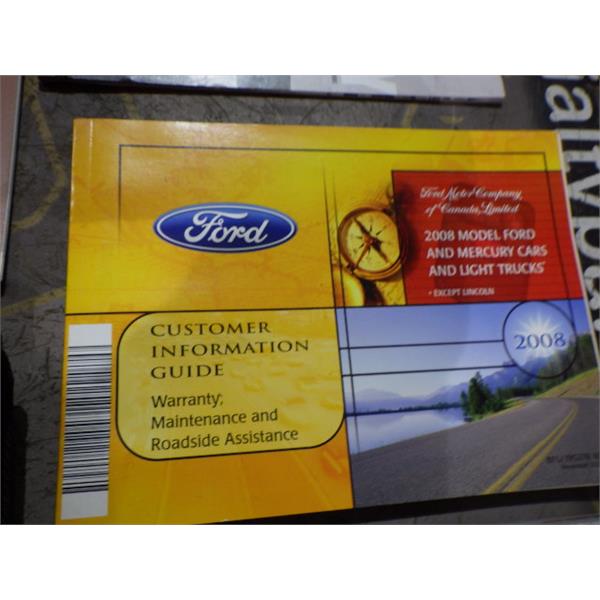 Ford
Ford Motor Company
of Canada, Limited
2008 MODEL FORD
AND MERCURY CARS
AND LIGHT TRUCKS*
* EXCEPT LINCOLN
2008
CUSTOMER
INFORMATION
GUIDE
Warranty,
Maintenance and
Roadside Assistance